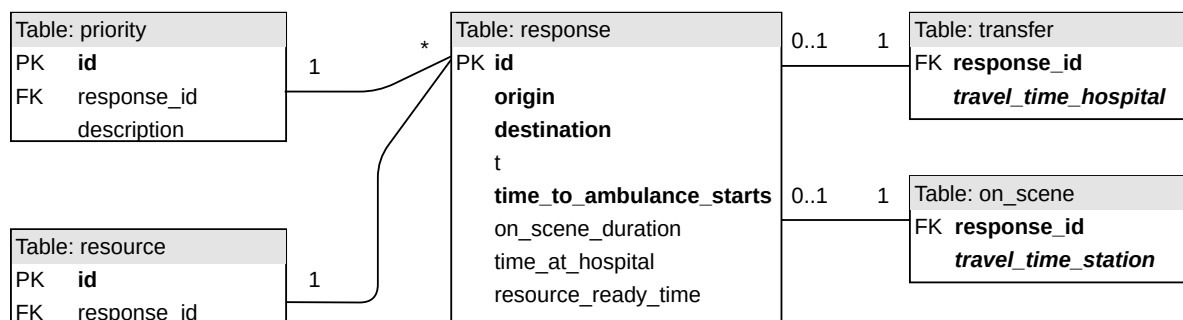 Table: priority
PK id
FK response_id
description
1
*
Table: resource
PK id
FK response_id
1
Table: response
PK id
origin
destination
t
time_to_ambulance_starts
on_scene_duration
time_at_hospital
resource_ready_time
0..1 1
Table: transfer
FK response_id
travel_time_hospital
0..1 1
Table: on_scene
FK response_id
travel_time_station